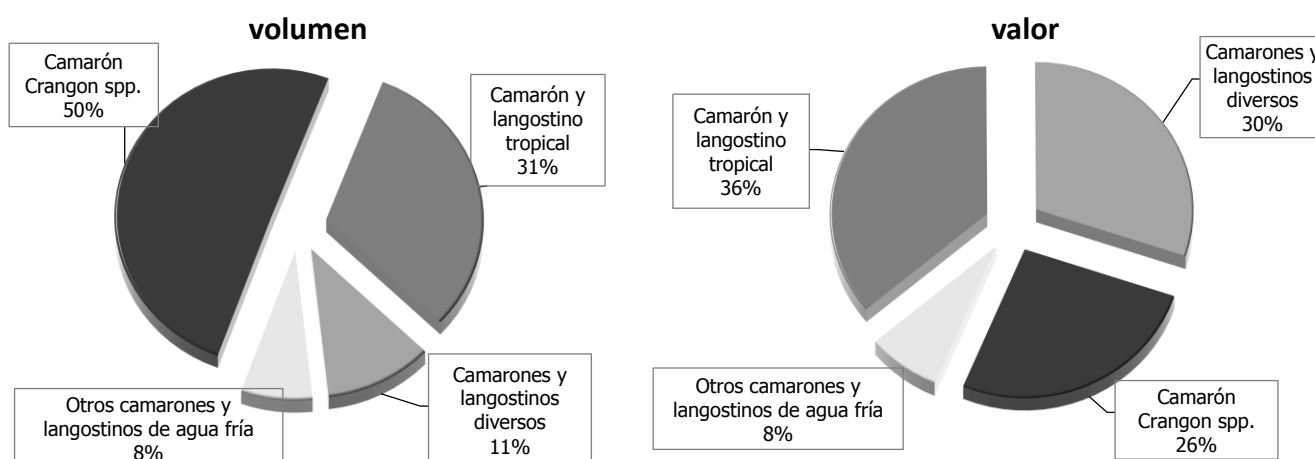 volumen
Camarón
Crangon spp.
50%
Camarón y
langostino
tropical
31%
Otros camarones y
langostinos de agua fría
8%
Camarones y
langostinos
diversos
11%
valor
Camarones y
langostinos
diversos
30%
Camarón y
langostino
tropical
36%
Otros camarones y
langostinos de agua fría
8%
Camarón
Crangon spp.
26%